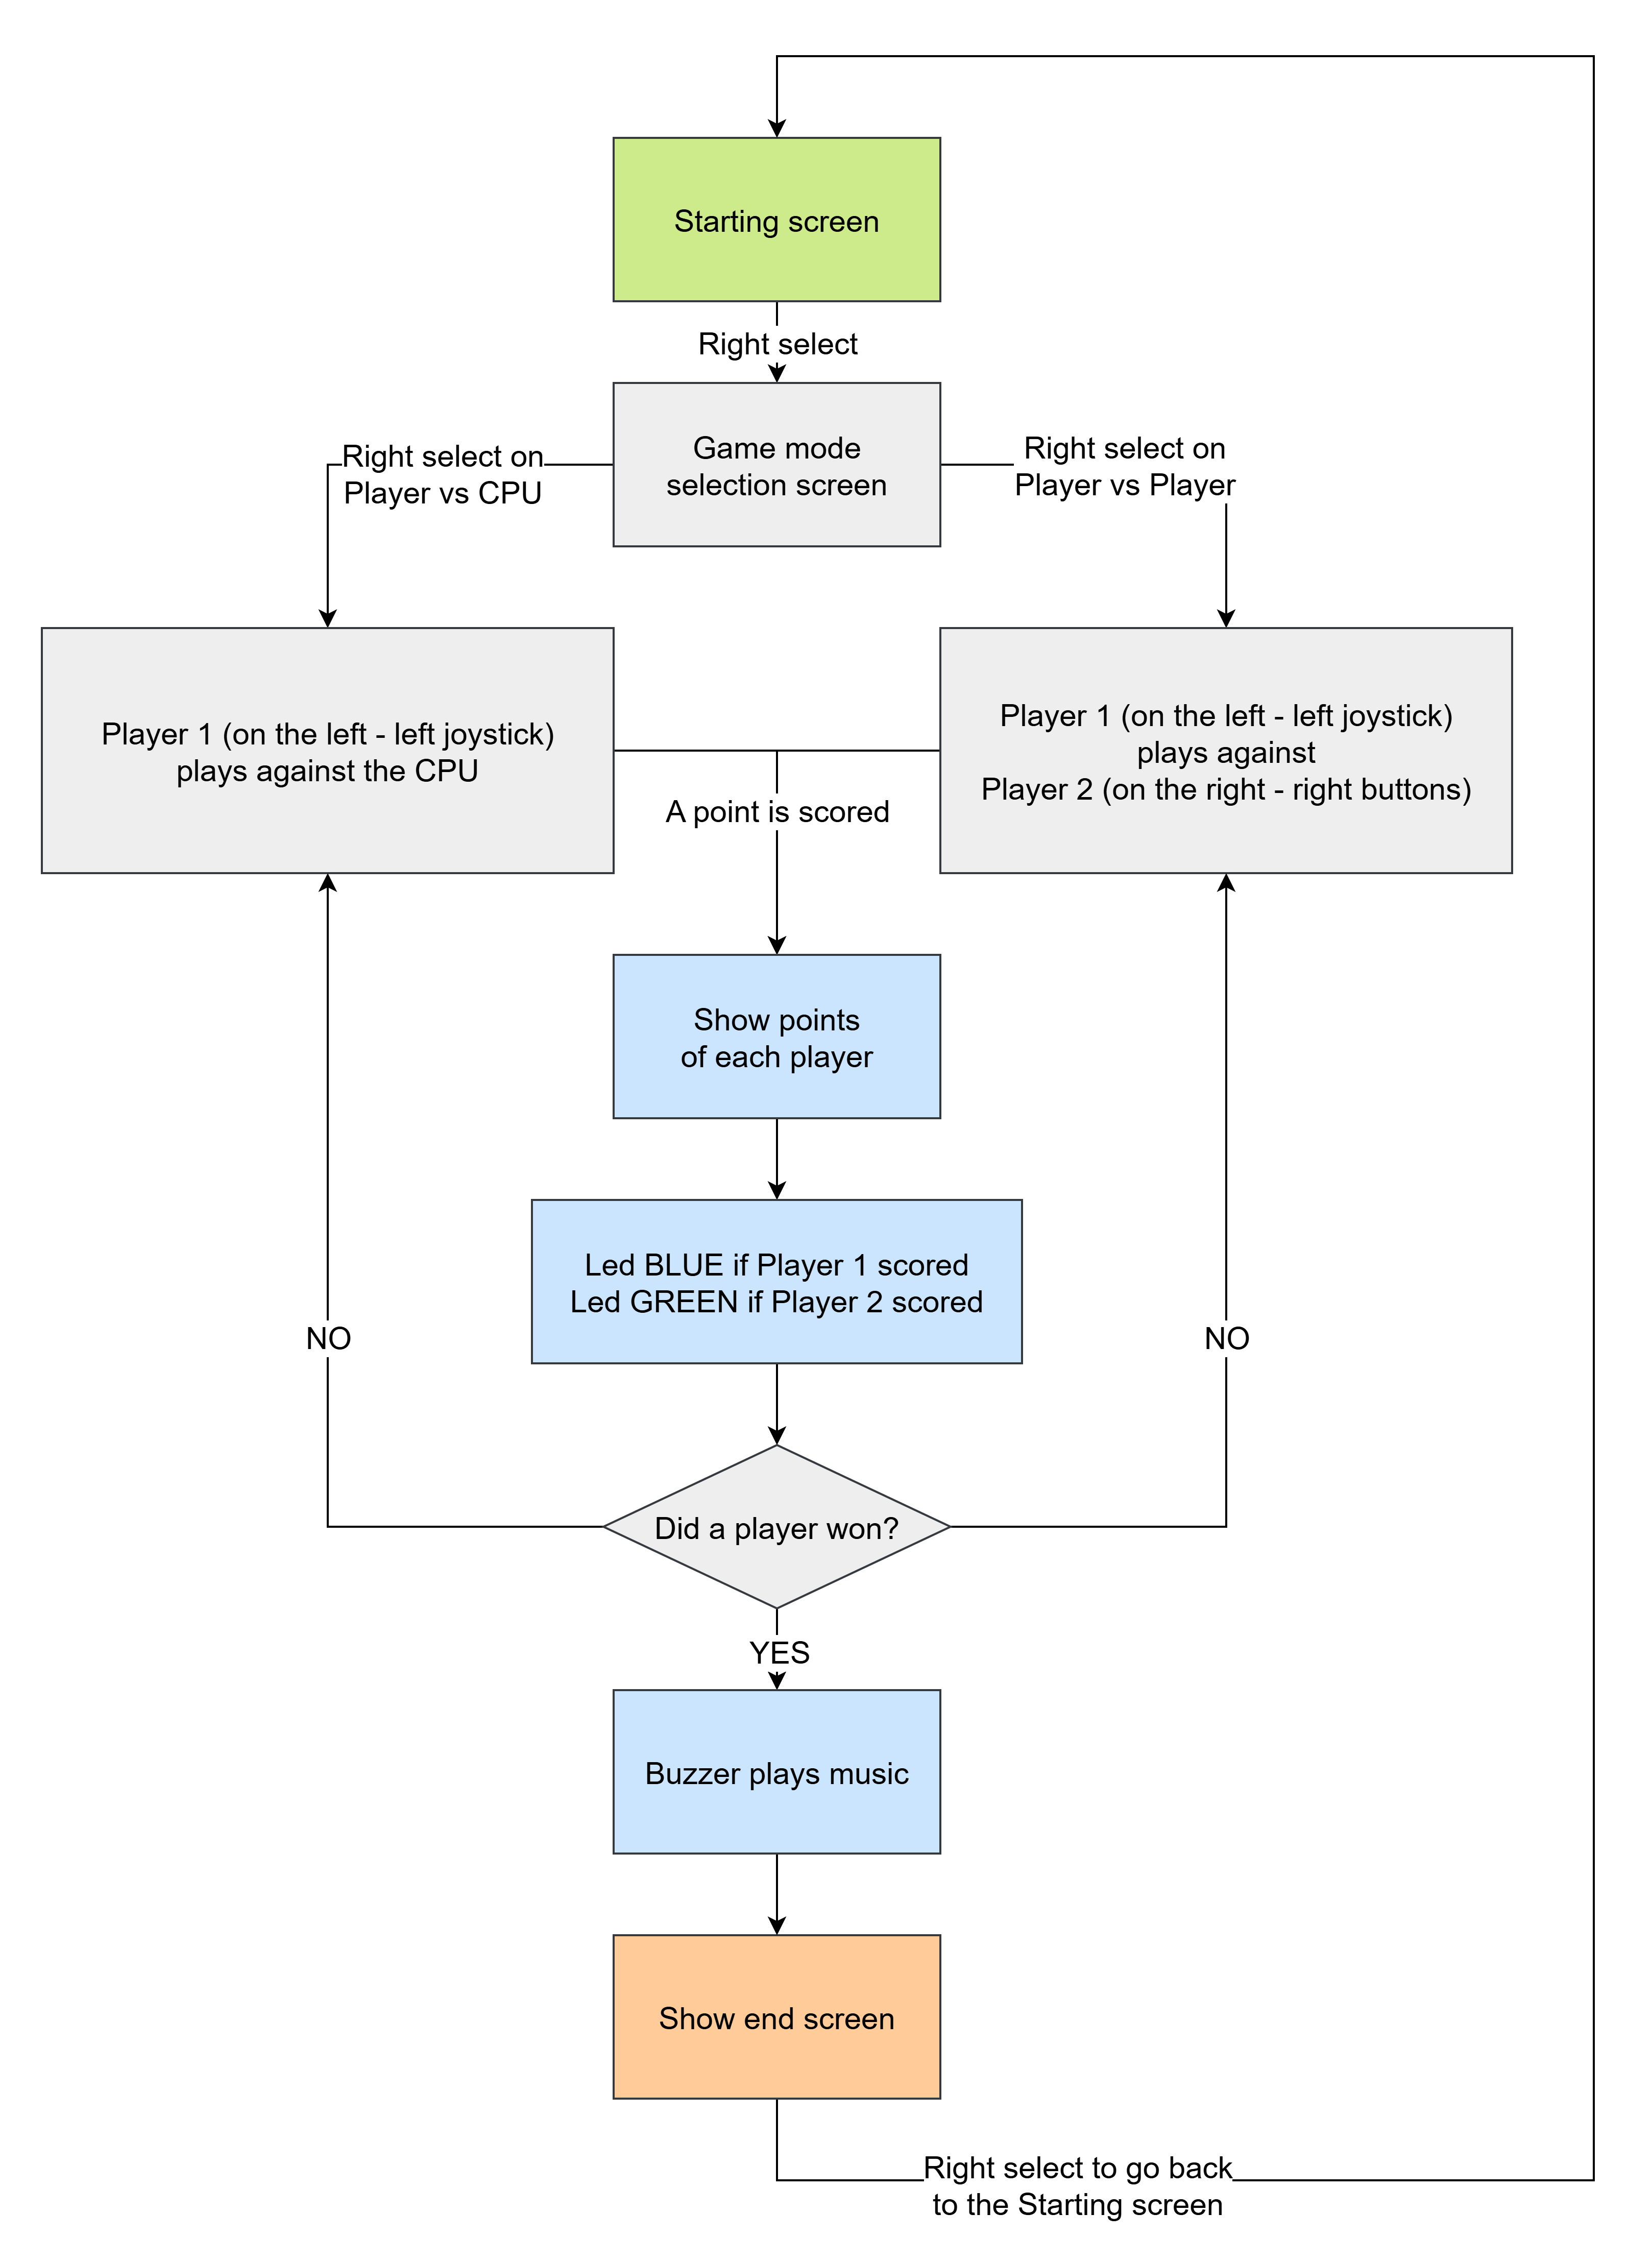 Starting screen
Right select
Right select on
Player vs CPU
Game mode
selection screen
Right select on
Player vs Player
Player 1 (on the left - left joystick)
plays against the CPU
Player 1 (on the left - left joystick)
plays against
Player 2 (on the right - right buttons)
A point is scored
Show points
of each player
Led BLUE if Player 1 scored
Led GREEN if Player 2 scored
NO
NO
Did a player won?
YES
Buzzer plays music
Show end screen
Right select to go back
to the Starting screen